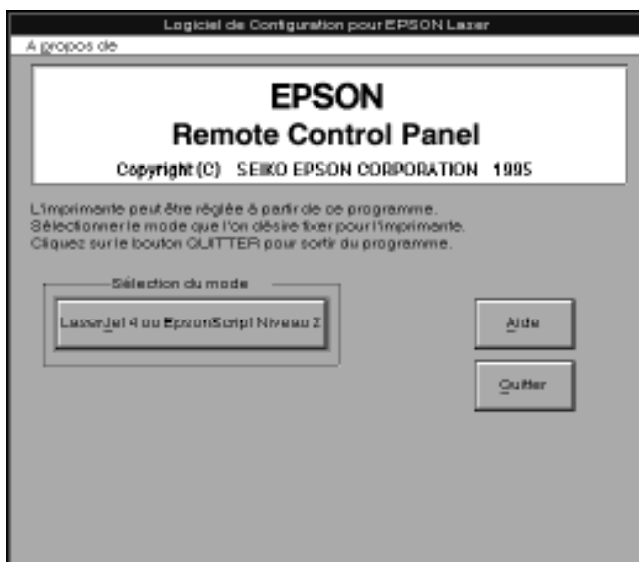 Logiciel de Configuration pour EPSON Lazer
A propos de
EPSON
Remote Control Panel
Copyright (C) SEIKO EPSON CORPORATION 1995
L'imprimante peut être réglée à partir de ce programme.
Sélectionner le mode que l'on désire fixer pour l'imprimante.
Cliquez sur le bouton QUITTER pour sortir du programme.
Sélection du mode
LaserJet 4 ou EpsonScript Niveau 2
Aide
Quitter